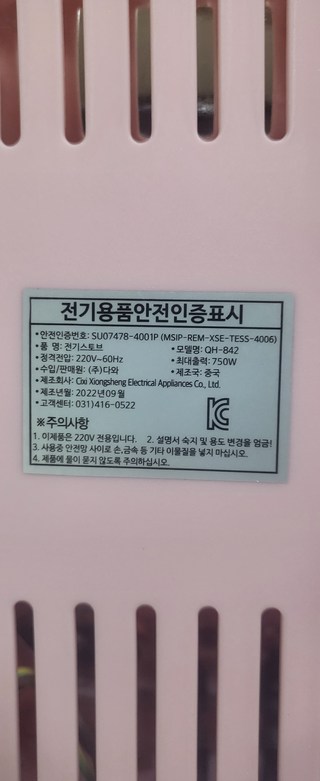 전기용품안전인증표시
•안전인증번호: SU07478-4001P (MSIP-REM-XSE-TESS-4006)
•품 명: 전기스토브 •모델명: QH-842
•정격전압: 220V~60Hz •최대출력: 750W
•수입/판매원: (주)다와 •제조국: 중국
•제조회사: Cixi Xiongsheng Electrical Appliances Co., Ltd.
•제조년월: 2022년09월
•고객센터: 031)416-0522
※주의사항
1. 이제품은 220V 전용입니다. 2. 설명서 숙지 및 용도 변경을 엄금!
3. 사용중 안전망 사이로 손,금속 등 기타 이물질을 넣지 마십시오.
4. 제품에 물이 묻지 않도록 주의하십시오.